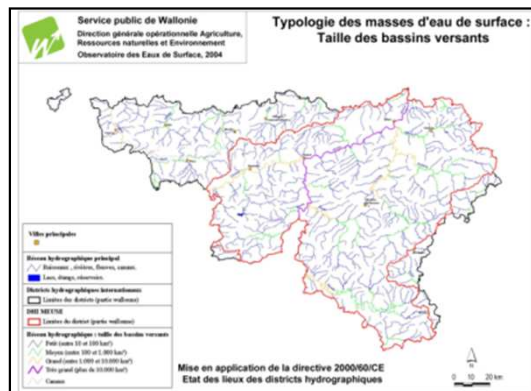 Service public de Wallonie
Direction générale opérationnelle Agriculture,
Ressources naturelles et Environnement
Observatoire des Eaux de Surface, 2004
Typologie des masses d'eau de surface :
Taille des bassins versants
Villes principales
Réseau hydrographique principal
Ruisseaux, rivières, fleuves, canaux.
Lacs, étangs, réservoirs.
Districts hydrographiques internationaux
Limites des districts (partie wallonne)
DHI MEUSE
Limites du district (partie wallonne)
Réseau hydrographique : taille des bassins versants
Petit (entre 10 et 100 km²)
Moyen (entre 100 et 1.000 km²)
Grand (entre 1.000 et 10.000 km²)
Très grand (plus de 10.000 km²)
Canaux
Mise en application de la directive 2000/60/CE
Etat des lieux des districts hydrographiques
0 10 20 km